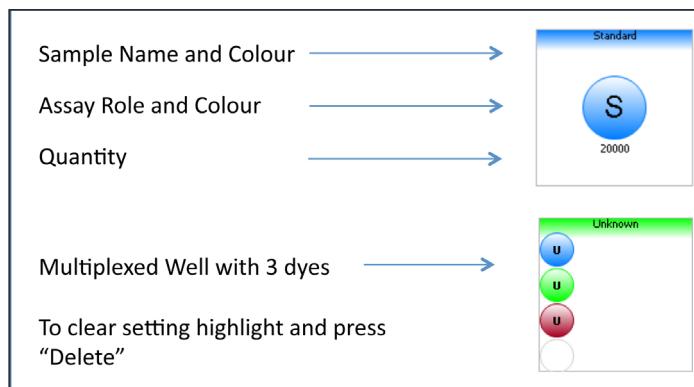 Sample Name and Colour
Standard
Assay Role and Colour
S
Quantity
20000
Unknown
U
Multiplexed Well with 3 dyes
U
U
To clear setting highlight and press
“Delete”